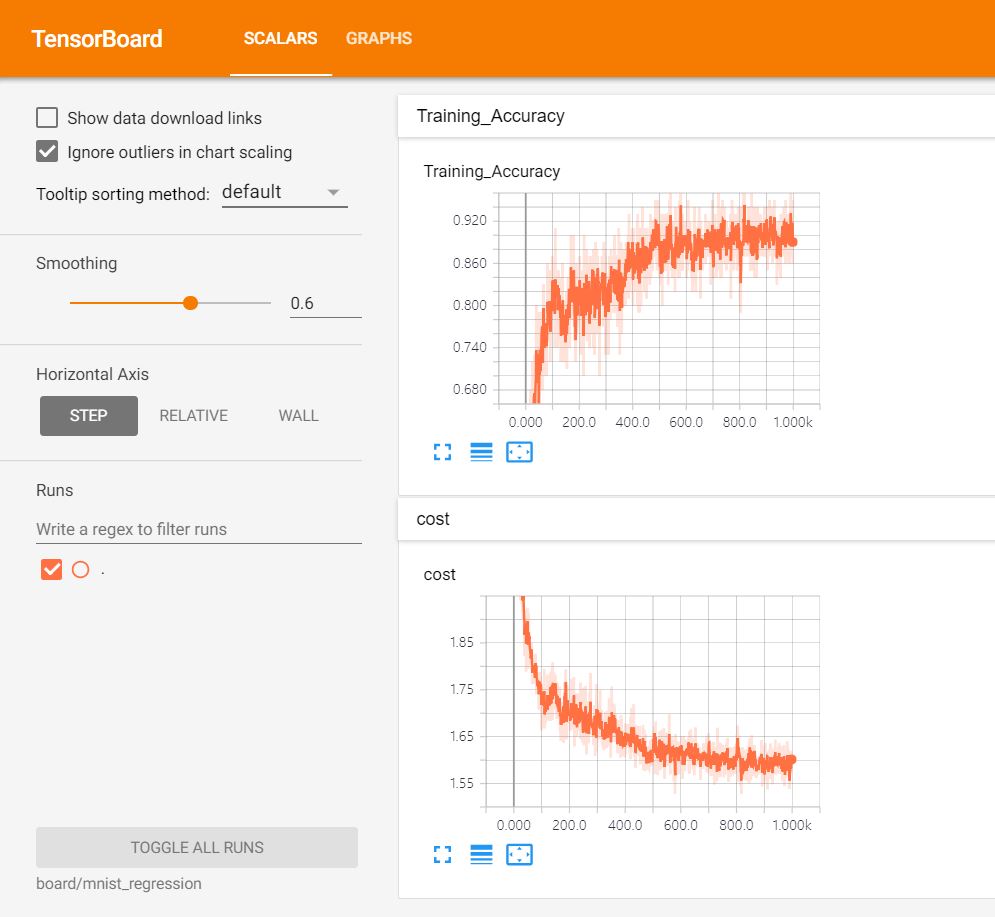 TensorBoard SCALARS GRAPHS
Show data download links
Ignore outliers in chart scaling
Tooltip sorting method: default
Smoothing
0.6
Horizontal Axis
STEP RELATIVE WALL
Runs
Write a regex to filter runs
.
TOGGLE ALL RUNS
board/mnist_regression
Training_Accuracy
Training_Accuracy
0.920
0.860
0.800
0.740
0.680
0.000 200.0 400.0 600.0 800.0 1.000k
cost
cost
1.85
1.75
1.65
1.55
0.000 200.0 400.0 600.0 800.0 1.000k